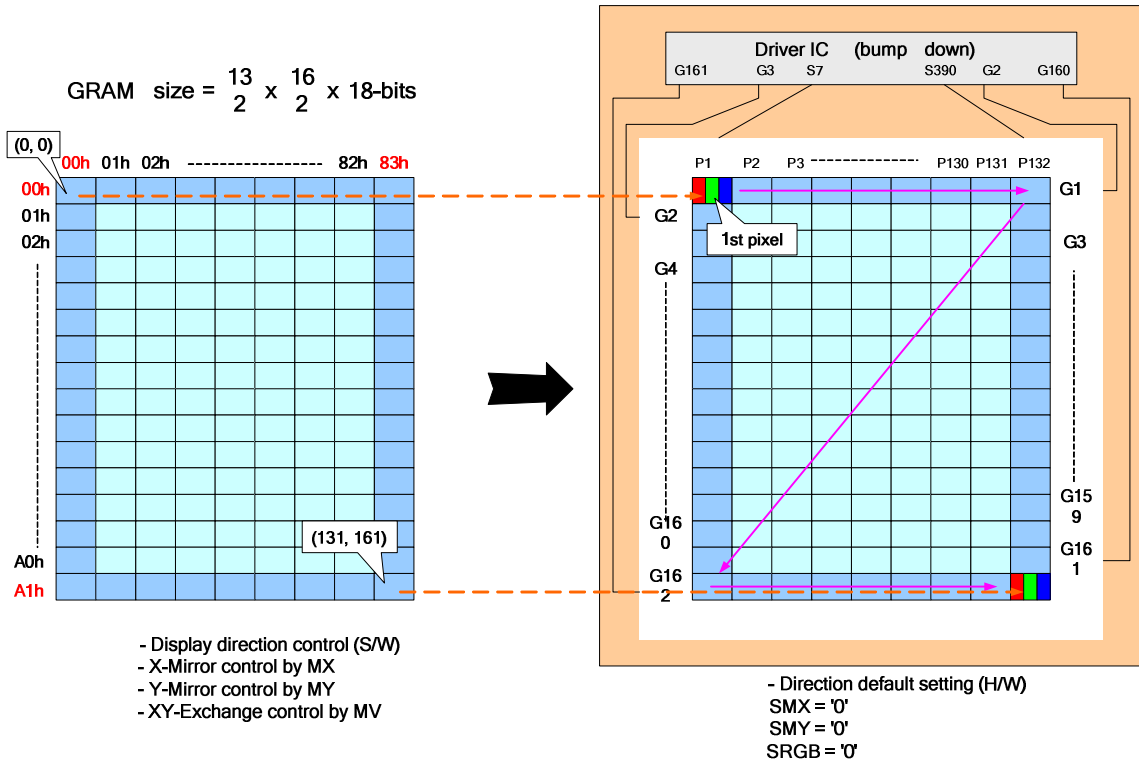 GRAM size = 13/2 x 16/2 x 18-bits
(0, 0)
00h 01h 02h 82h 83h
00h
01h
02h
A0h
A1h
(131, 161)
- Display direction control (S/W)
- X-Mirror control by MX
- Y-Mirror control by MY
- XY-Exchange control by MV
Driver IC (bump down)
G161 G3 S7 S390 G2 G160
P1 P2 P3 P130 P131 P132
G1
G2
1st pixel
G3
G4
G15
9
G16
0
G16
1
G16
2
- Direction default setting (H/W)
SMX = '0'
SMY = '0'
SRGB = '0'